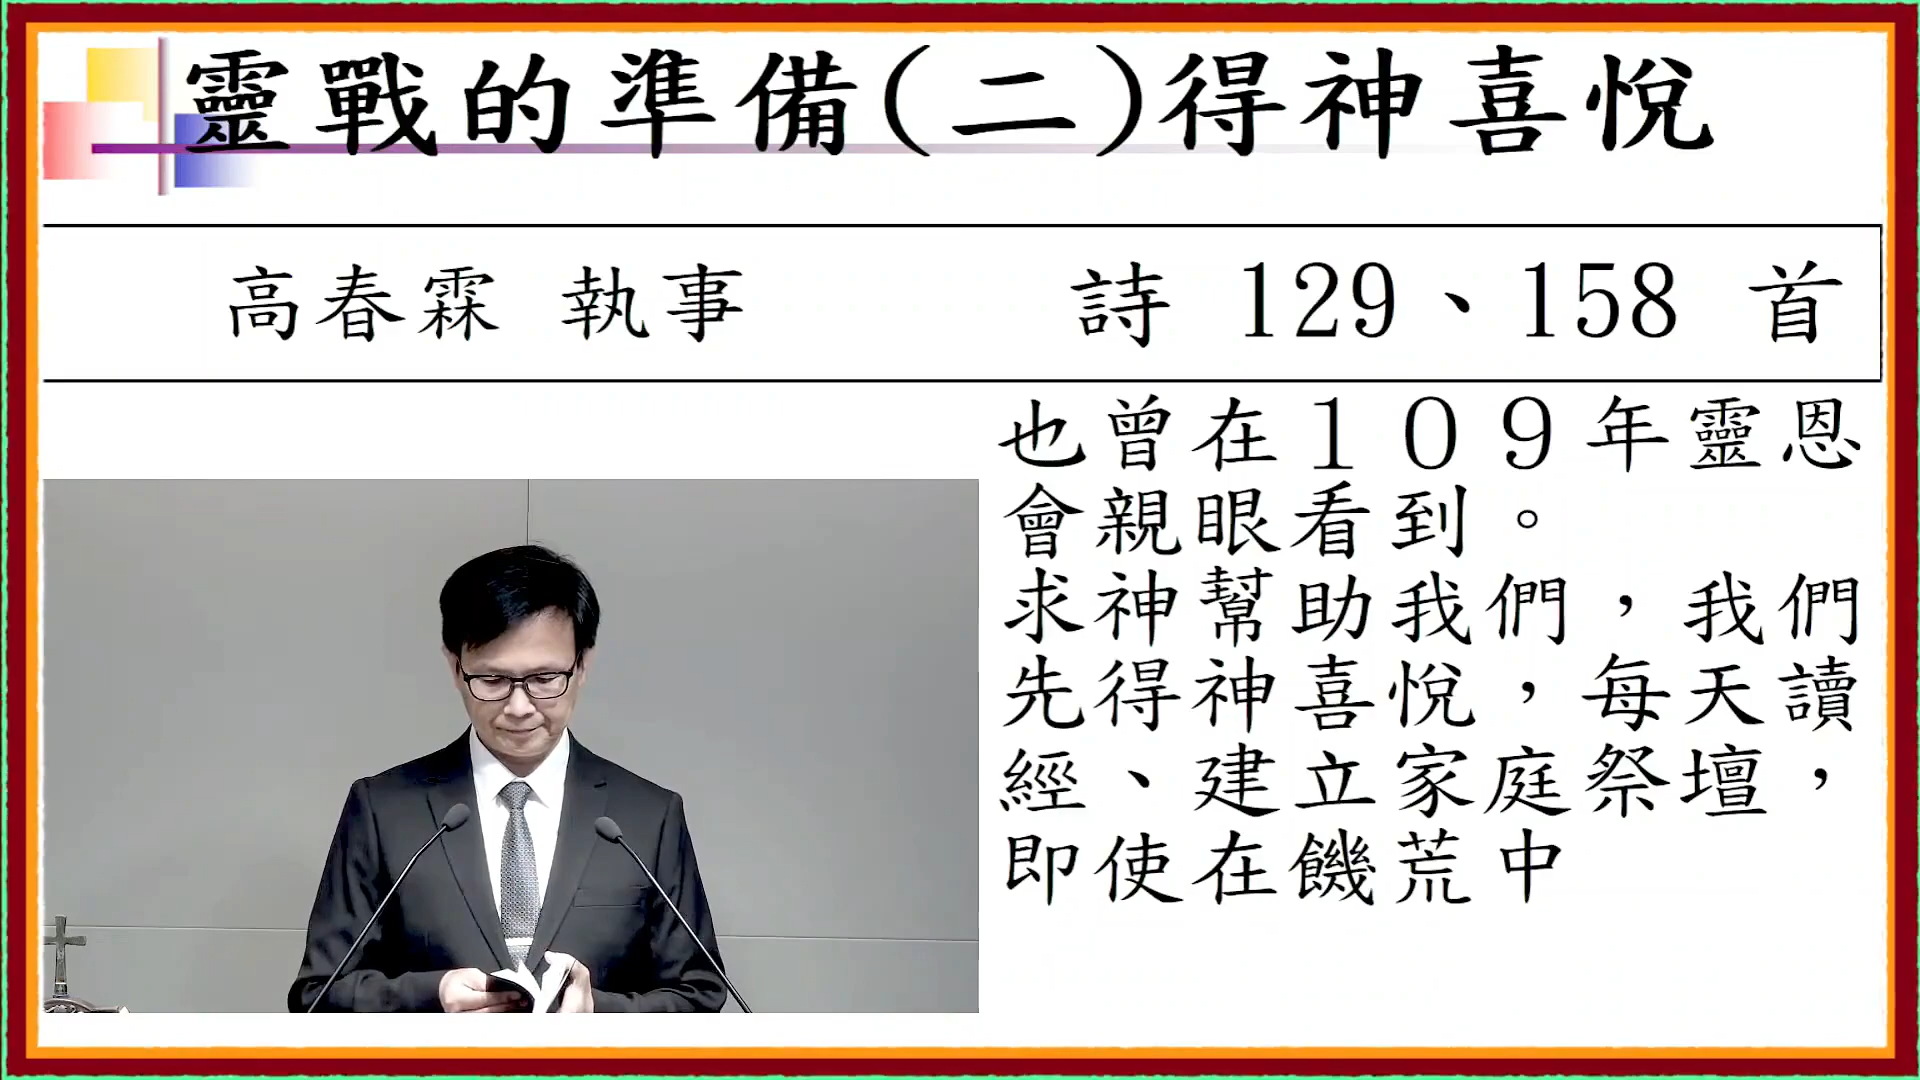 靈戰的準備(二)得神喜悅
高春霖 執事 詩 129、158 首
也曾在109年靈恩
會親眼看到。
求神幫助我們，我們
先得神喜悅，每天讀
經、建立家庭祭壇，
即使在饑荒中